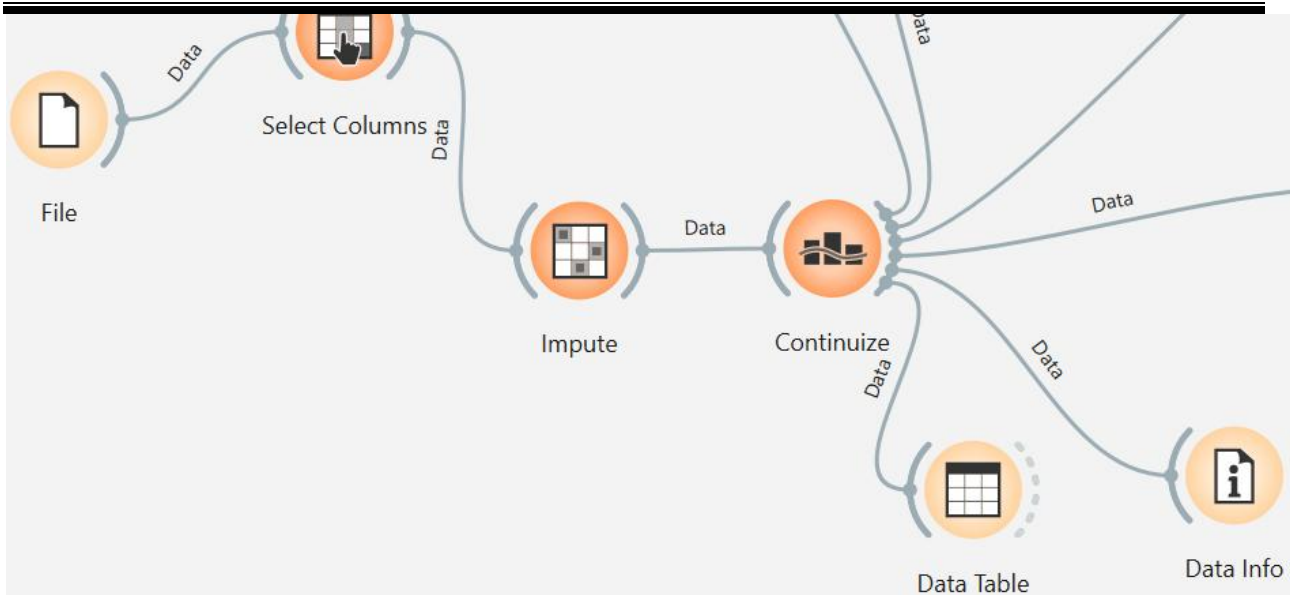 Data
Data
Select Columns
Data
File
Data
Data
Impute
Continuize
Data
Data
Data Table
Data Info